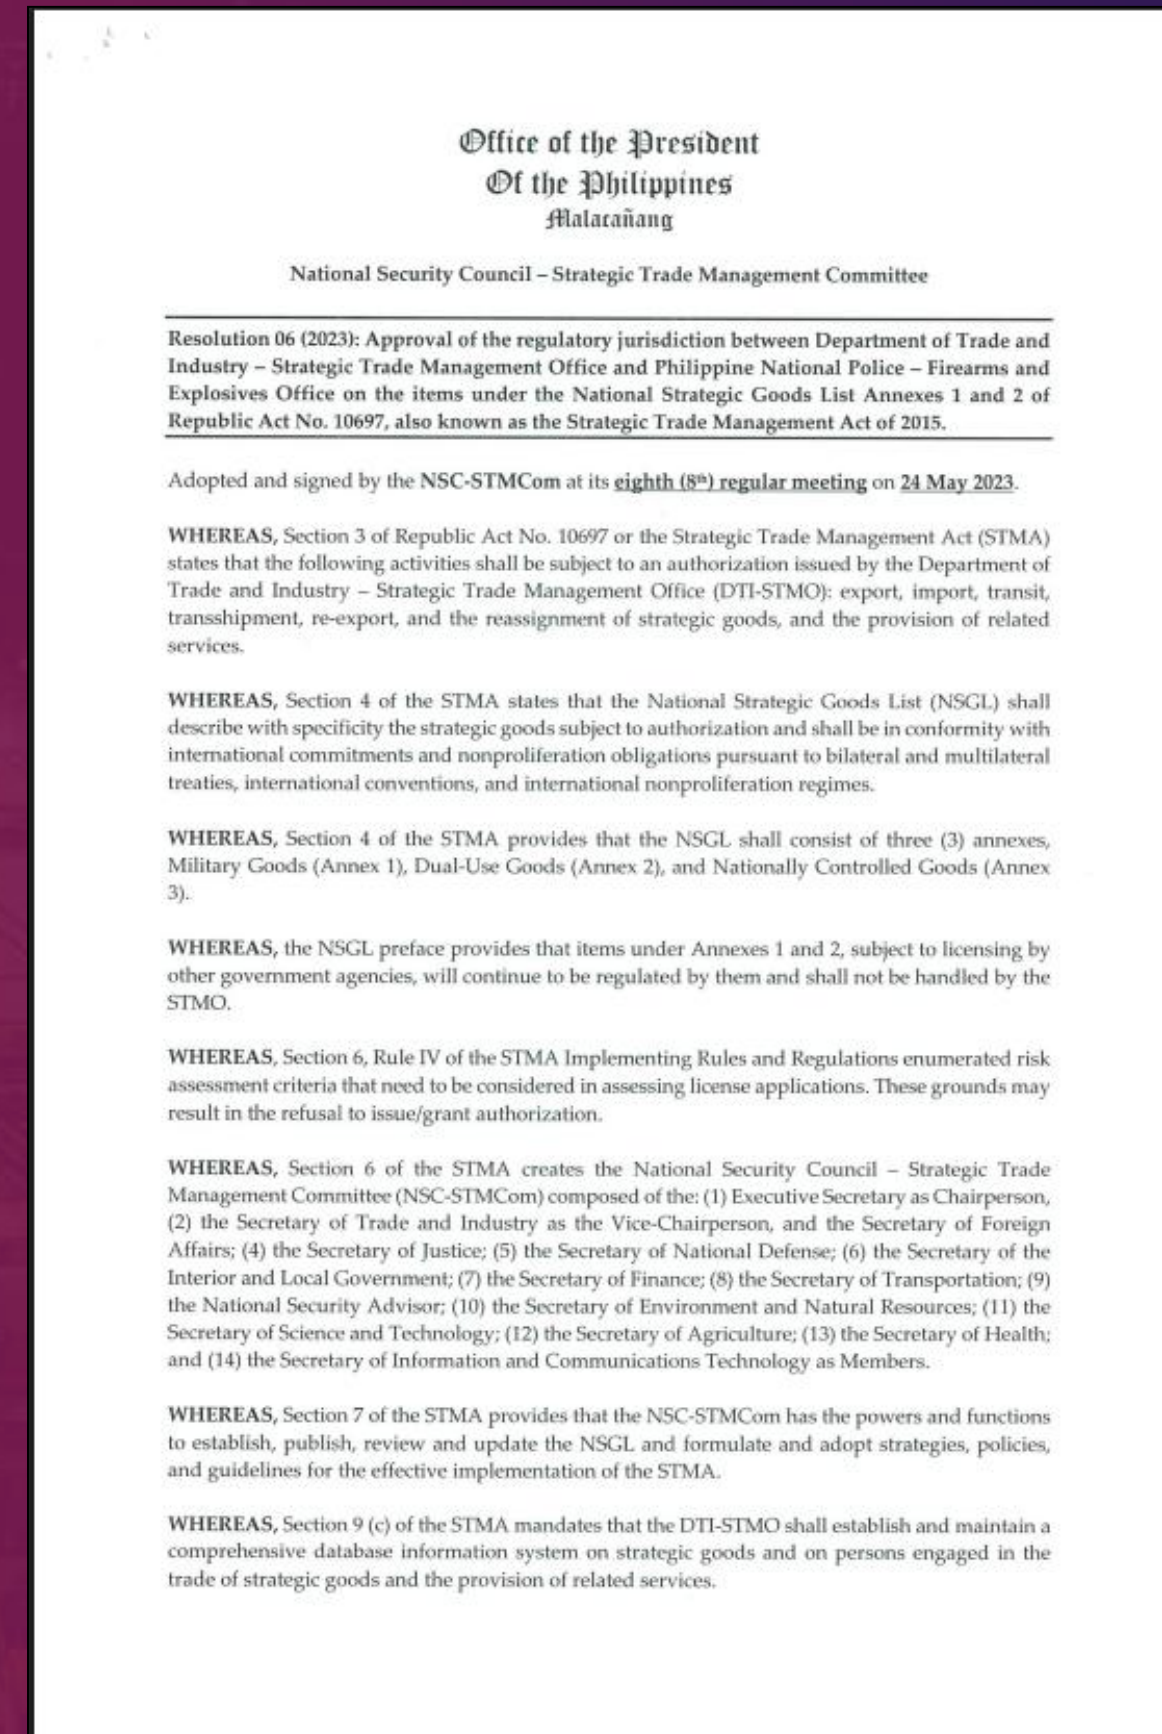 Office of the President
Of the Philippines
Malacañang
National Security Council – Strategic Trade Management Committee
Resolution 06 (2023): Approval of the regulatory jurisdiction between Department of Trade and
Industry – Strategic Trade Management Office and Philippine National Police – Firearms and
Explosives Office on the items under the National Strategic Goods List Annexes 1 and 2 of
Republic Act No. 10697, also known as the Strategic Trade Management Act of 2015.
Adopted and signed by the NSC-STMCom at its eighth (8th) regular meeting on 24 May 2023.
WHEREAS, Section 3 of Republic Act No. 10697 or the Strategic Trade Management Act (STMA)
states that the following activities shall be subject to an authorization issued by the Department of
Trade and Industry – Strategic Trade Management Office (DTI-STMO): export, import, transit,
transshipment, re-export, and the reassignment of strategic goods, and the provision of related
services.
WHEREAS, Section 4 of the STMA states that the National Strategic Goods List (NSGL) shall
describe with specificity the strategic goods subject to authorization and shall be in conformity with
international commitments and nonproliferation obligations pursuant to bilateral and multilateral
treaties, international conventions, and international nonproliferation regimes.
WHEREAS, Section 4 of the STMA provides that the NSGL shall consist of three (3) annexes,
Military Goods (Annex 1), Dual-Use Goods (Annex 2), and Nationally Controlled Goods (Annex
3).
WHEREAS, the NSGL preface provides that items under Annexes 1 and 2, subject to licensing by
other government agencies, will continue to be regulated by them and shall not be handled by the
STMO.
WHEREAS, Section 6, Rule IV of the STMA Implementing Rules and Regulations enumerated risk
assessment criteria that need to be considered in assessing license applications. These grounds may
result in the refusal to issue/grant authorization.
WHEREAS, Section 6 of the STMA creates the National Security Council – Strategic Trade
Management Committee (NSC-STMCom) composed of the: (1) Executive Secretary as Chairperson,
(2) the Secretary of Trade and Industry as the Vice-Chairperson, and the Secretary of Foreign
Affairs; (4) the Secretary of Justice; (5) the Secretary of National Defense; (6) the Secretary of the
Interior and Local Government; (7) the Secretary of Finance; (8) the Secretary of Transportation; (9)
the National Security Advisor; (10) the Secretary of Environment and Natural Resources; (11) the
Secretary of Science and Technology; (12) the Secretary of Agriculture; (13) the Secretary of Health;
and (14) the Secretary of Information and Communications Technology as Members.
WHEREAS, Section 7 of the STMA provides that the NSC-STMCom has the powers and functions
to establish, publish, review and update the NSGL and formulate and adopt strategies, policies,
and guidelines for the effective implementation of the STMA.
WHEREAS, Section 9 (c) of the STMA mandates that the DTI-STMO shall establish and maintain a
comprehensive database information system on strategic goods and on persons engaged in the
trade of strategic goods and the provision of related services.